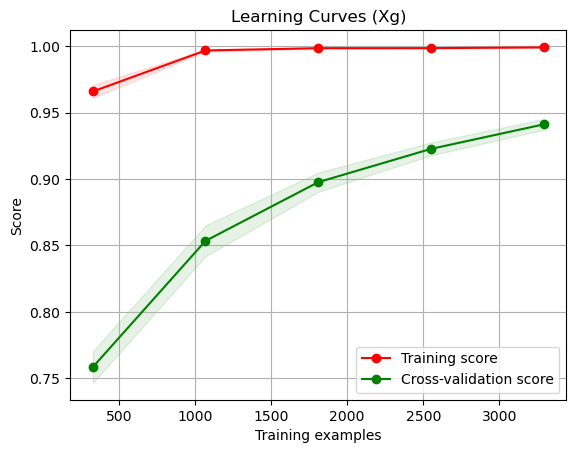 Learning Curves (Xg)
1.00
0.95
0.90
0.85
0.80
0.75
Score
500
1000
1500
2000
2500
3000
Training examples
Training score
Cross-validation score